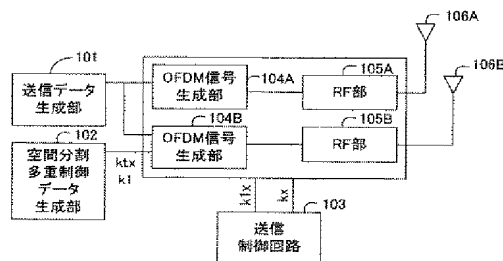 106A
106B
101
送信データ
生成部
OFDM信号
生成部
104A
105A
RF部
102
空間分割
多重制御
データ
生成部
ktx
k1
104B
OFDM信号
生成部
105B
RF部
k1x
kx
103
送信
制御回路